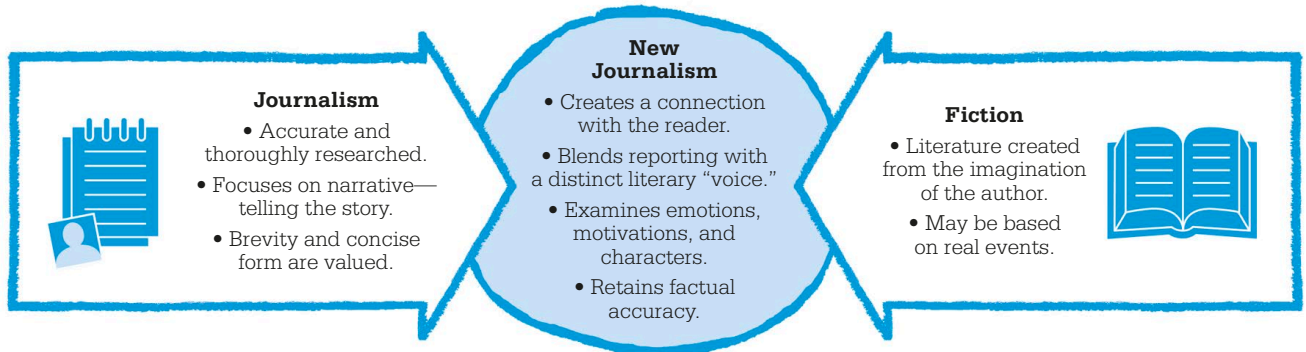 Journalism
• Accurate and
thoroughly researched.
• Focuses on narrative—
telling the story.
• Brevity and concise
form are valued.
New
Journalism
• Creates a connection
with the reader.
• Blends reporting with
a distinct literary “voice.”
• Examines emotions,
motivations, and
characters.
• Retains factual
accuracy.
Fiction
• Literature created
from the imagination
of the author.
• May be based
on real events.